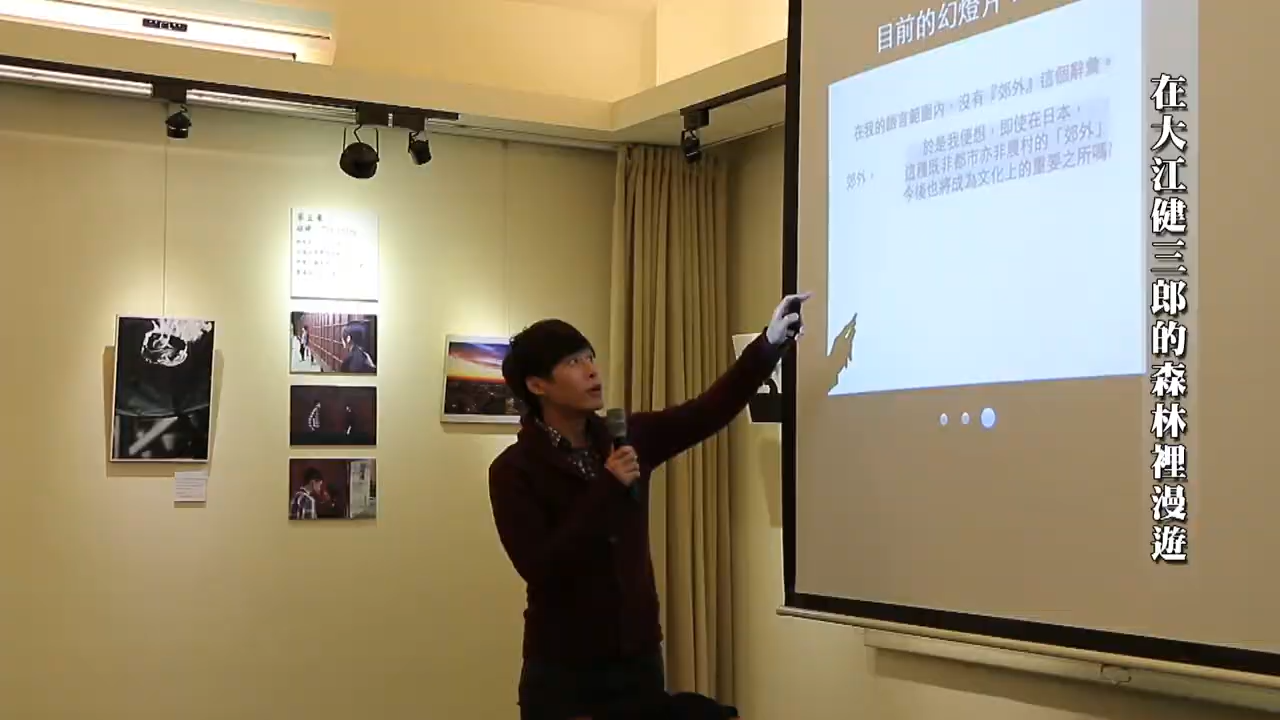 目前的幻燈片
在我的語言範圍內,沒有『郊外』這個辭彙。
於是我便想,即使在日本,
這種既非都市亦非農村的「郊外」
今後也將成為文化上的重要之所嗎?
郊外。
在大江健三郎的森林裡漫遊